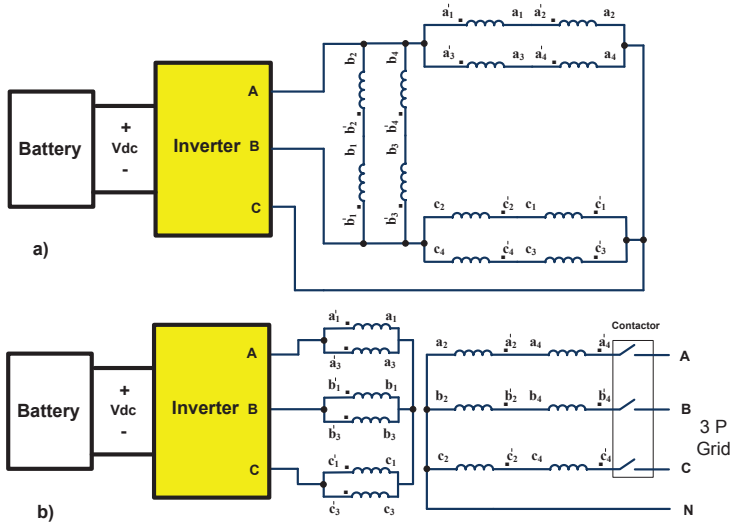 a'1 a1 a'2 a2
a'3 a3 a'4 a4
b2 b4
b'2 b'4
b1 b3
b'1 b'3
A
Battery
+
Vdc
-
Inverter
B
C
c2 c'2 c1 c'1
c4 c'4 c3 c'3
a)
a'1 a1
a'3 a3
b'1 b1
b'3 b3
c'1 c1
c'3 c3
A
Battery
+
Vdc
-
Inverter
B
C
Contactor
a2 a'2 a4 a'4
A
b2 b'2 b4 b'4
B
3 P
Grid
c2 c'2 c4 c'4
C
N
b)